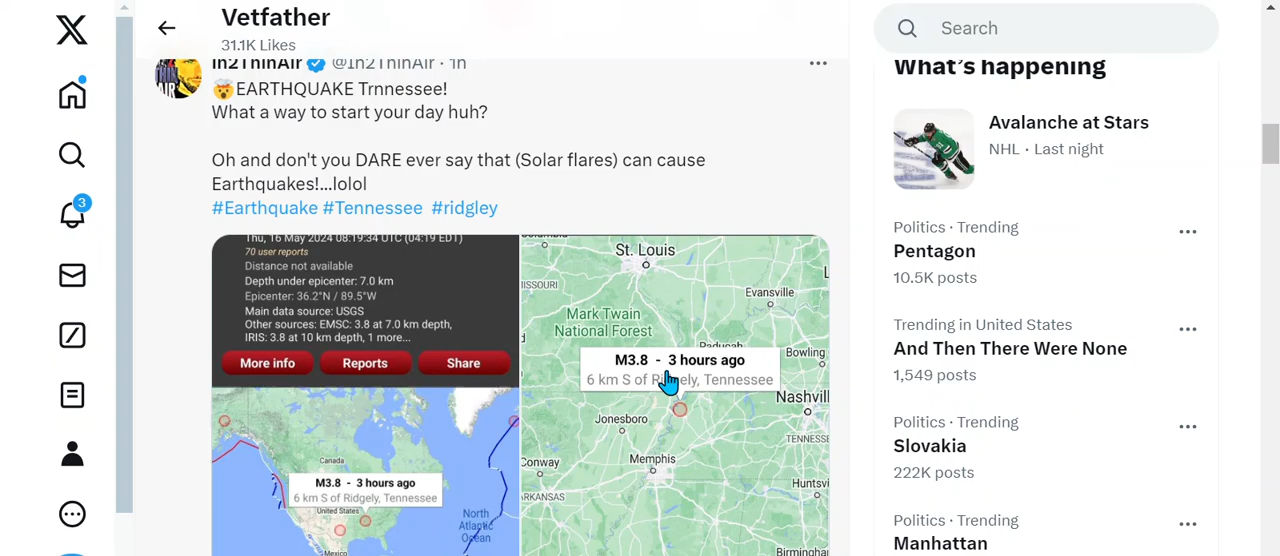 Vetfather
31.1K Likes
Search
In2ThinAir @In2ThinAir · 1h
🤯EARTHQUAKE Trnnessee!
What a way to start your day huh?
Oh and don't you DARE ever say that (Solar flares) can cause
Earthquakes!...lolol
#Earthquake #Tennessee #ridgley
Thu, 16 May 2024 08:19:34 UTC (04:19 EDT)
70 user reports
Distance not available
Depth under epicenter: 7.0 km
Epicenter: 36.2°N / 89.5°W
Main data source: USGS
Other sources: EMSC: 3.8 at 7.0 km depth,
IRIS: 3.8 at 10 km depth, 1 more...
More info
Reports
Share
Canada
M3.8 - 3 hours ago
6 km S of Ridgely, Tennessee
United States
Mexico
North
Atlantic
Ocean
Columbia
St. Louis
MISSOURI
Evansville
Mark Twain
National Forest
Paducah
Bowling
M3.8 - 3 hours ago
6 km S of Ridgely, Tennessee
Nashville
Jonesboro
TENNESSEE
Memphis
Conway
Huntsvi
ARKANSAS
Birmingham
What's happening
Avalanche at Stars
NHL · Last night
Politics · Trending
Pentagon
10.5K posts
Trending in United States
And Then There Were None
1,549 posts
Politics · Trending
Slovakia
222K posts
Politics · Trending
Manhattan
3